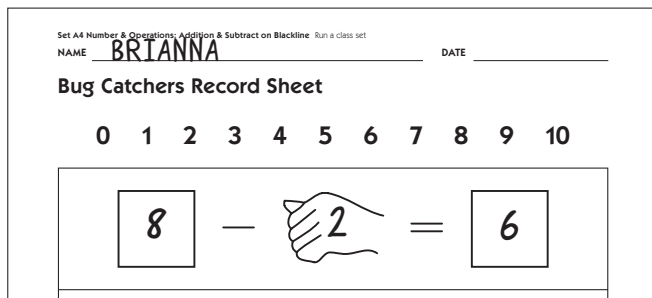 Set A4 Number & Operations: Addition & Subtract on Blackline Run a class set
NAME BRIANNA DATE
Bug Catchers Record Sheet
0 1 2 3 4 5 6 7 8 9 10
8 – 2 = 6